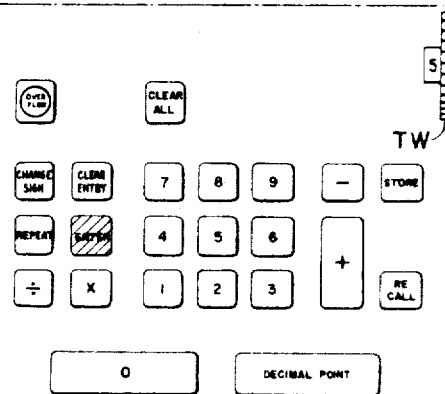 5
OVER
FLOW
CLEAR
ALL
TW
CHANGE
SIGN
CLEAR
ENTRY
7
8
9
−
STORE
REPEAT
ENTER
4
5
6
+
÷
X
1
2
3
RE
CALL
0
DECIMAL POINT